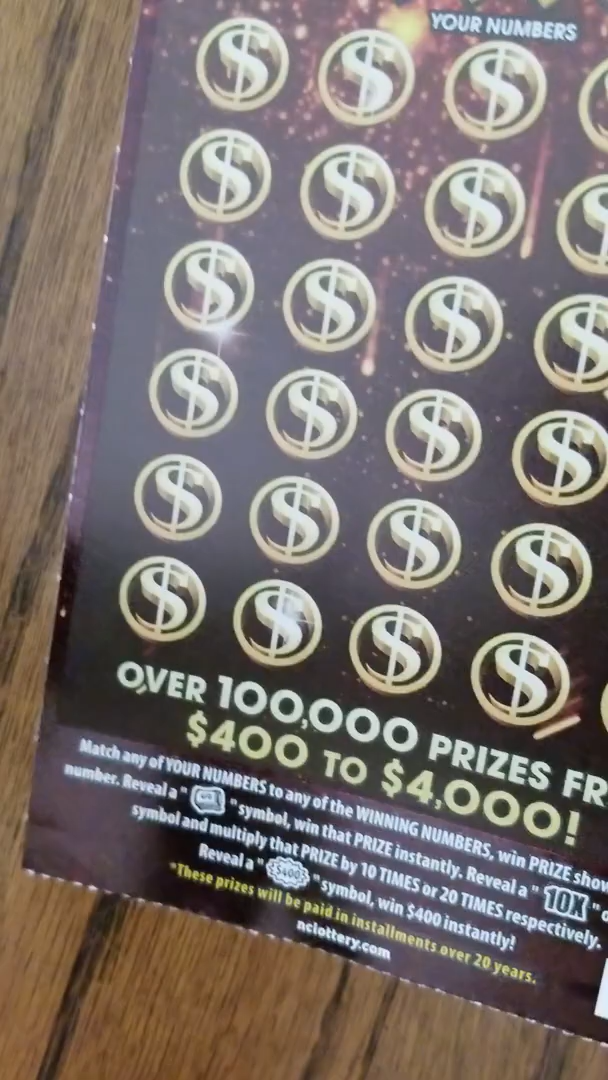 YOUR NUMBERS
OVER 100,000 PRIZES FR
$400 TO $4,000!
Match any of YOUR NUMBERS to any of the WINNING NUMBERS, win PRIZE show
number. Reveal a " " symbol, win that PRIZE instantly. Reveal a " 10X "
symbol and multiply that PRIZE by 10 TIMES or 20 TIMES respectively.
Reveal a " $400 " symbol, win $400 instantly!
*These prizes will be paid in installments over 20 years.
nclottery.com